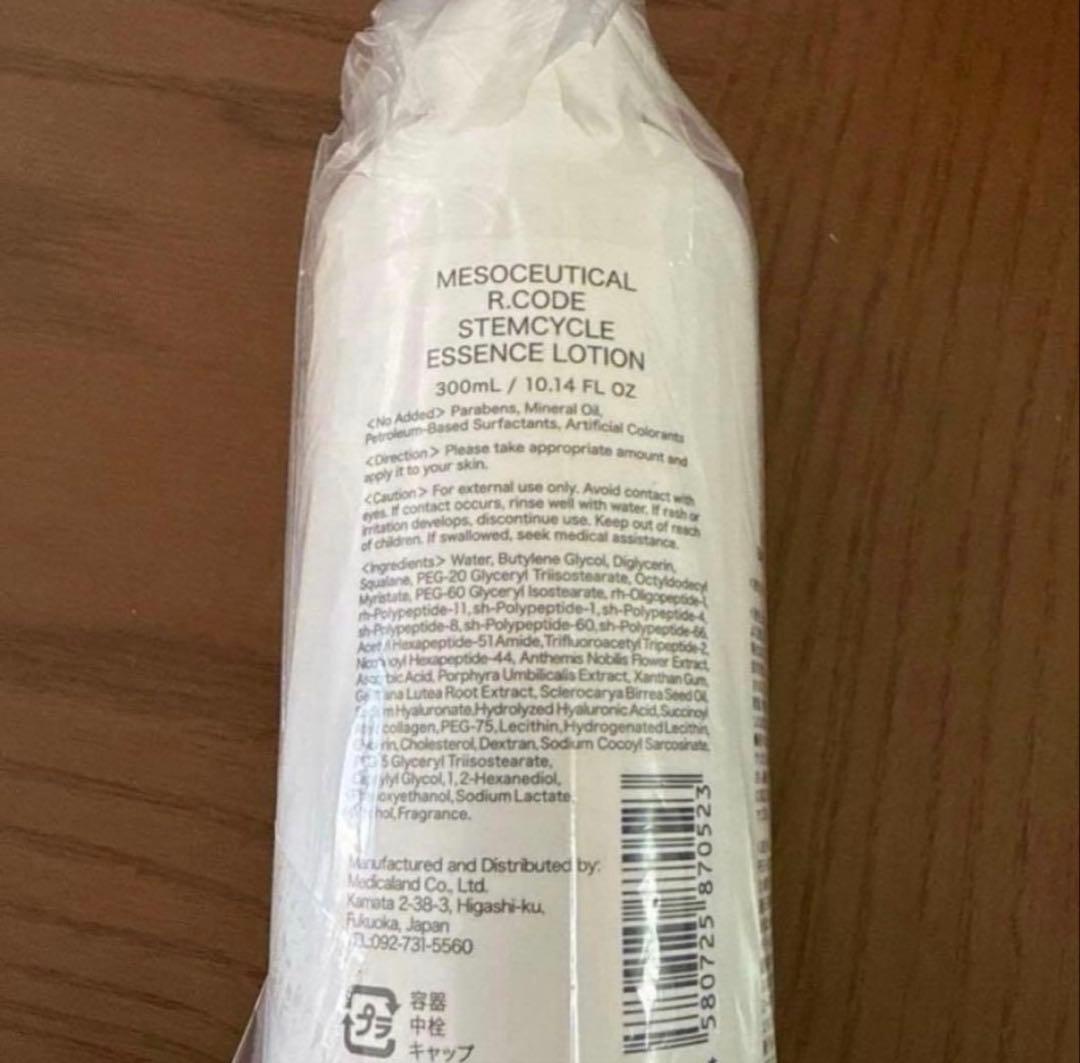 MESOCEUTICAL
R.CODE
STEMCYCLE
ESSENCE LOTION
300mL / 10.14 FL OZ
<No Added> Parabens, Mineral Oil,
Petroleum-Based Surfactants, Artificial Colorants
<Direction> Please take appropriate amount and
apply it to your skin.
<Caution> For external use only. Avoid contact with
eyes. If contact occurs, rinse well with water. If rash or
irritation develops, discontinue use. Keep out of reach
of children. If swallowed, seek medical assistance.
<Ingredients> Water, Butylene Glycol, Diglycerin,
Squalane, PEG-20 Glyceryl Triisostearate, Octyldodecyl
Myristate, PEG-60 Glyceryl Isostearate, rh-Oligopeptide-1,
rh-Polypeptide-11, sh-Polypeptide-1, sh-Polypeptide-4,
sh-Polypeptide-8, sh-Polypeptide-60, sh-Polypeptide-66,
Hexapeptide-51 Amide, Trifluoroacetyl Tripeptide-2,
Hexapeptide-44, Anthemis Nobilis Flower Extract,
Acid, Porphyra Umbilicalis Extract, Xanthan Gum,
Lutea Root Extract, Sclerocarya Birrea Seed Oil,
Hyaluronate, Hydrolyzed Hyaluronic Acid, Succinoyl
collagen, PEG-75, Lecithin, Hydrogenated Lecithin,
Cholesterol, Dextran, Sodium Cocoyl Sarcosinate,
Glyceryl Triisostearate,
Glycol, 1, 2-Hexanediol,
Sodium Lactate,
Fragrance.
Manufactured and Distributed by:
Medicaland Co., Ltd.
Kamata 2-38-3, Higashi-ku,
Fukuoka, Japan
TEL:092-731-5560
プラ
容器
中栓
キャップ
580725 870523